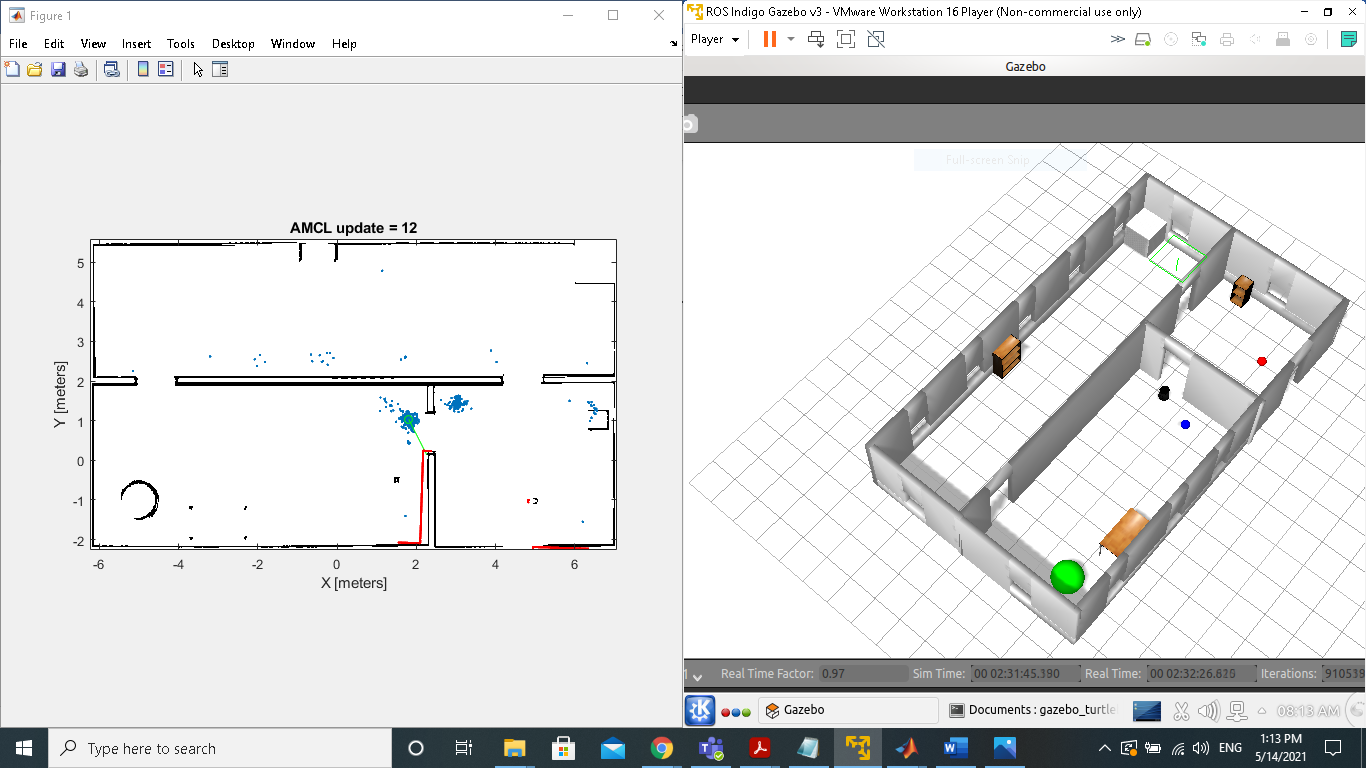 Figure 1
File Edit View Insert Tools Desktop Window Help
AMCL update = 12
Y [meters]
5
4
3
2
1
0
-1
-2
-6 -4 -2 0 2 4 6
X [meters]
ROS Indigo Gazebo v3 - VMware Workstation 16 Player (Non-commercial use only)
Player
Gazebo
Full-screen Snip
Real Time Factor: 0.97 Sim Time: 00 02:31:45.390 Real Time: 00 02:32:26.820 Iterations: 910539
Gazebo
Documents : gazebo_turtle
08:13 AM
Type here to search
ENG
1:13 PM
5/14/2021